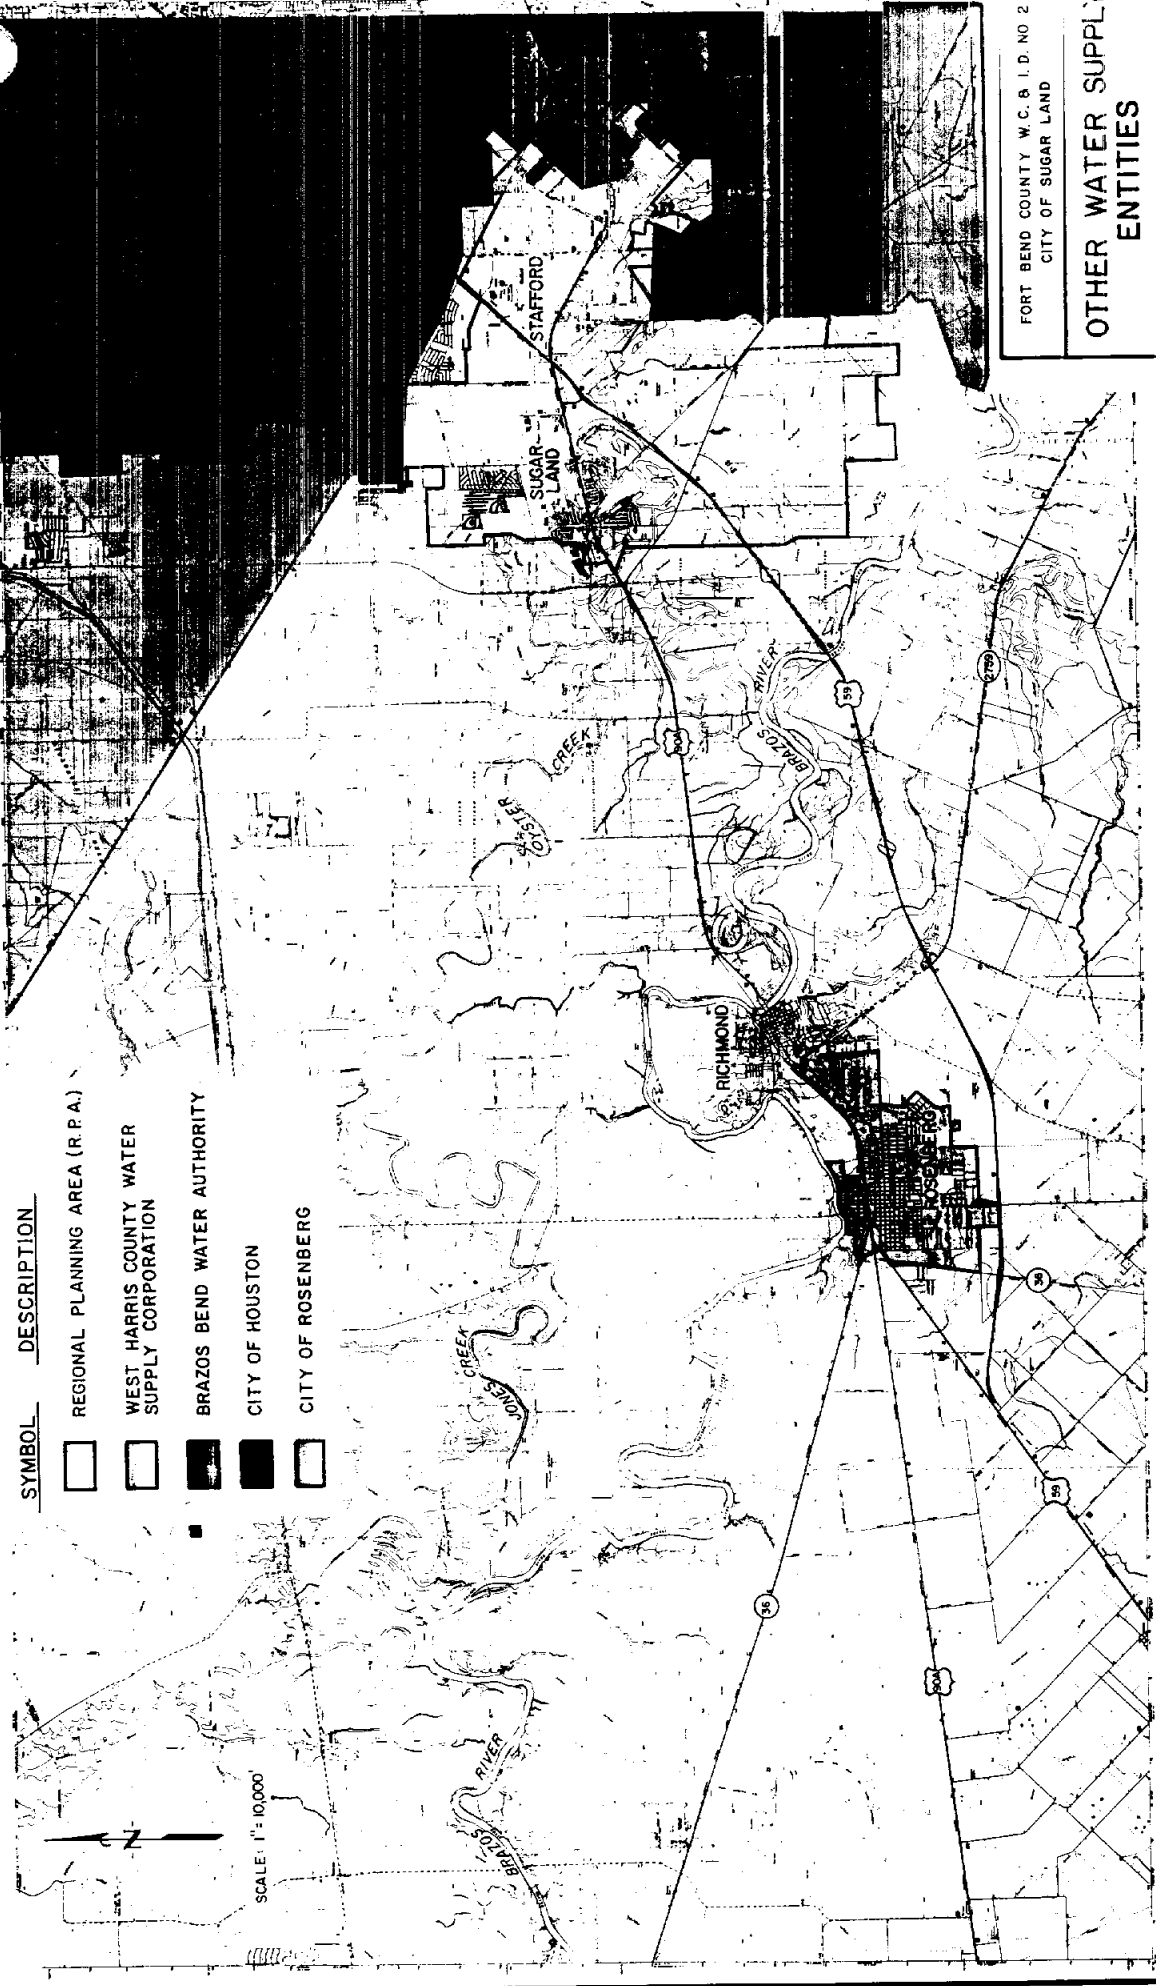 SYMBOL DESCRIPTION
REGIONAL PLANNING AREA (R.P.A.)
WEST HARRIS COUNTY WATER
SUPPLY CORPORATION
BRAZOS BEND WATER AUTHORITY
CITY OF HOUSTON
CITY OF ROSENBERG
N
SCALE: 1"=10,000'
BRAZOS RIVER
JONES CREEK
OYSTER CREEK
SUGAR
LAND
STAFFORD
RICHMOND
ROSENBERG
BRAZOS RIVER
90A
59
2759
36
36
90A
59
FORT BEND COUNTY W.C. & I.D. NO 2
CITY OF SUGAR LAND
OTHER WATER SUPPLY
ENTITIES